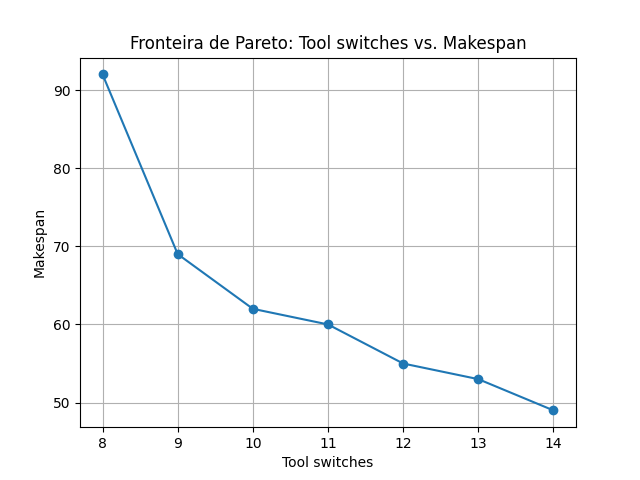 Fronteira de Pareto: Tool switches vs. Makespan
90
80
70
60
50
Makespan
8 9 10 11 12 13 14
Tool switches